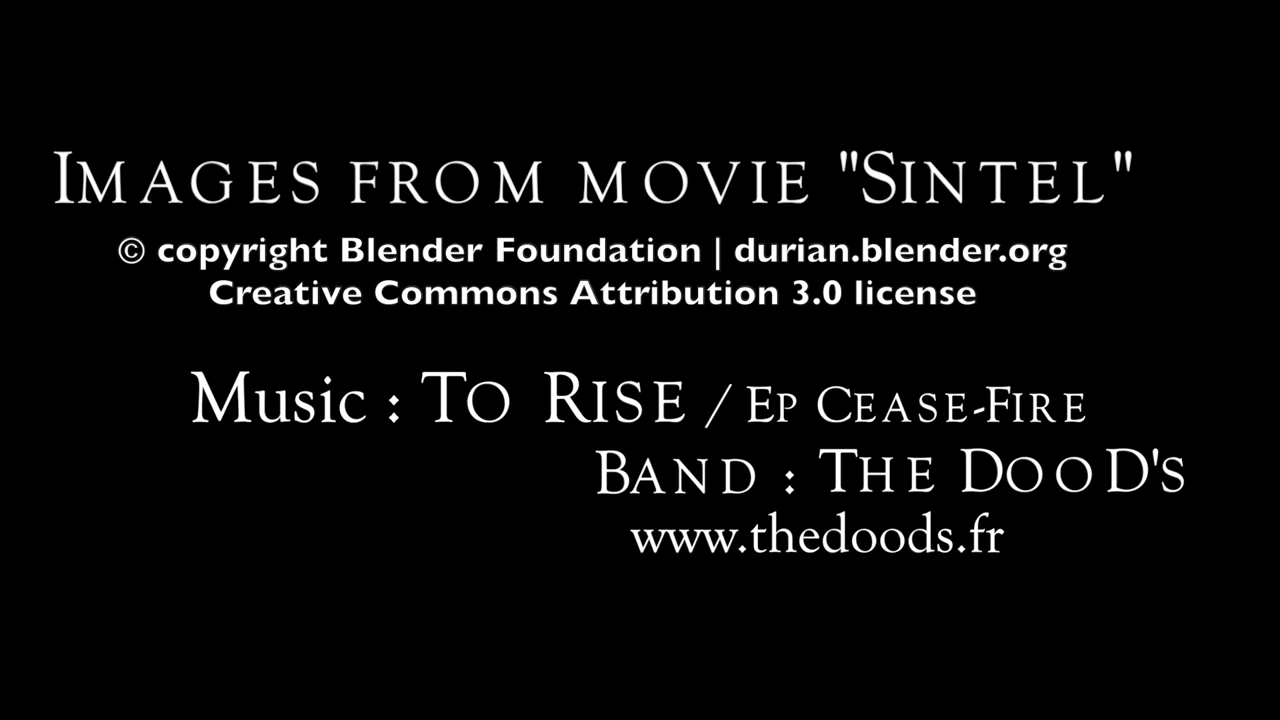 Images from movie "Sintel"
© copyright Blender Foundation | durian.blender.org
Creative Commons Attribution 3.0 license
Music : To Rise / Ep Cease-Fire
Band : The DooD's
www.thedoods.fr